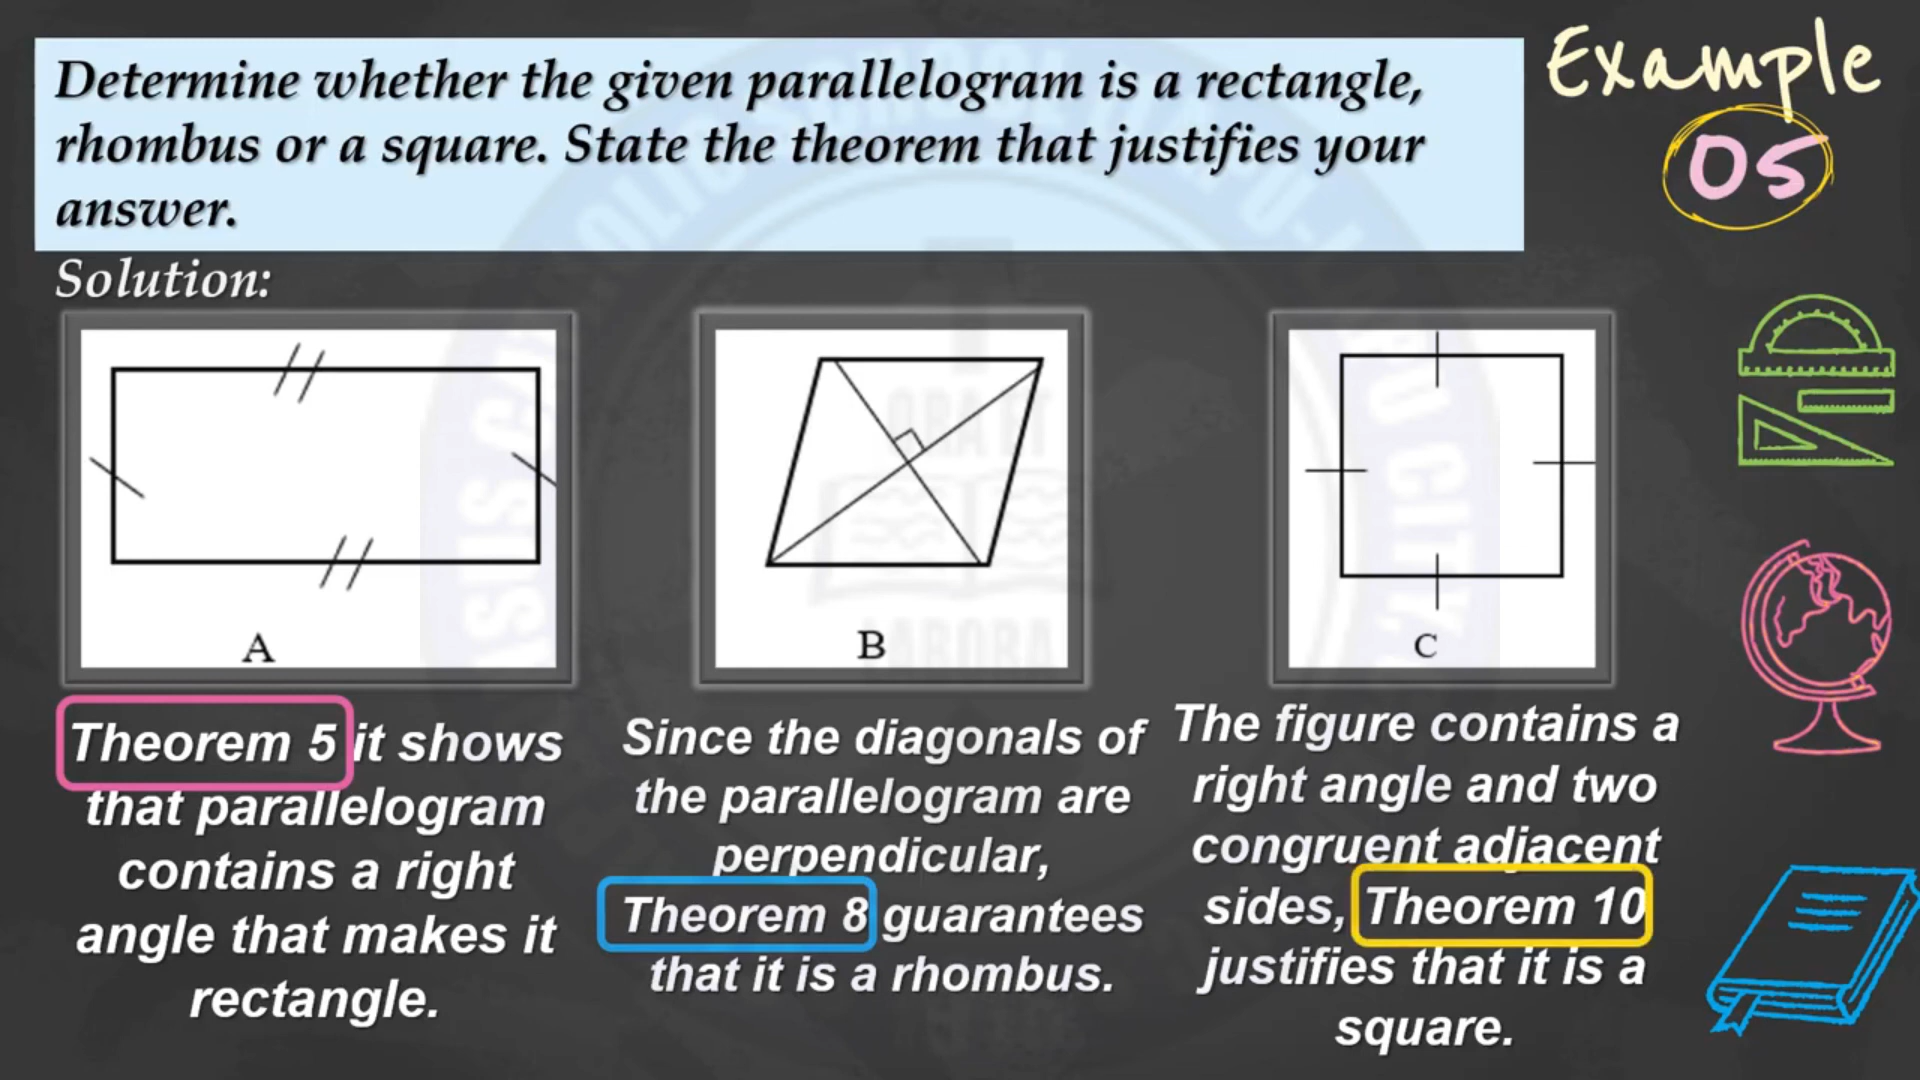 Determine whether the given parallelogram is a rectangle,
rhombus or a square. State the theorem that justifies your
answer.
Example
05
Solution:
A
B
C
Theorem 5 it shows
that parallelogram
contains a right
angle that makes it
rectangle.
Since the diagonals of
the parallelogram are
perpendicular,
Theorem 8 guarantees
that it is a rhombus.
The figure contains a
right angle and two
congruent adjacent
sides, Theorem 10
justifies that it is a
square.